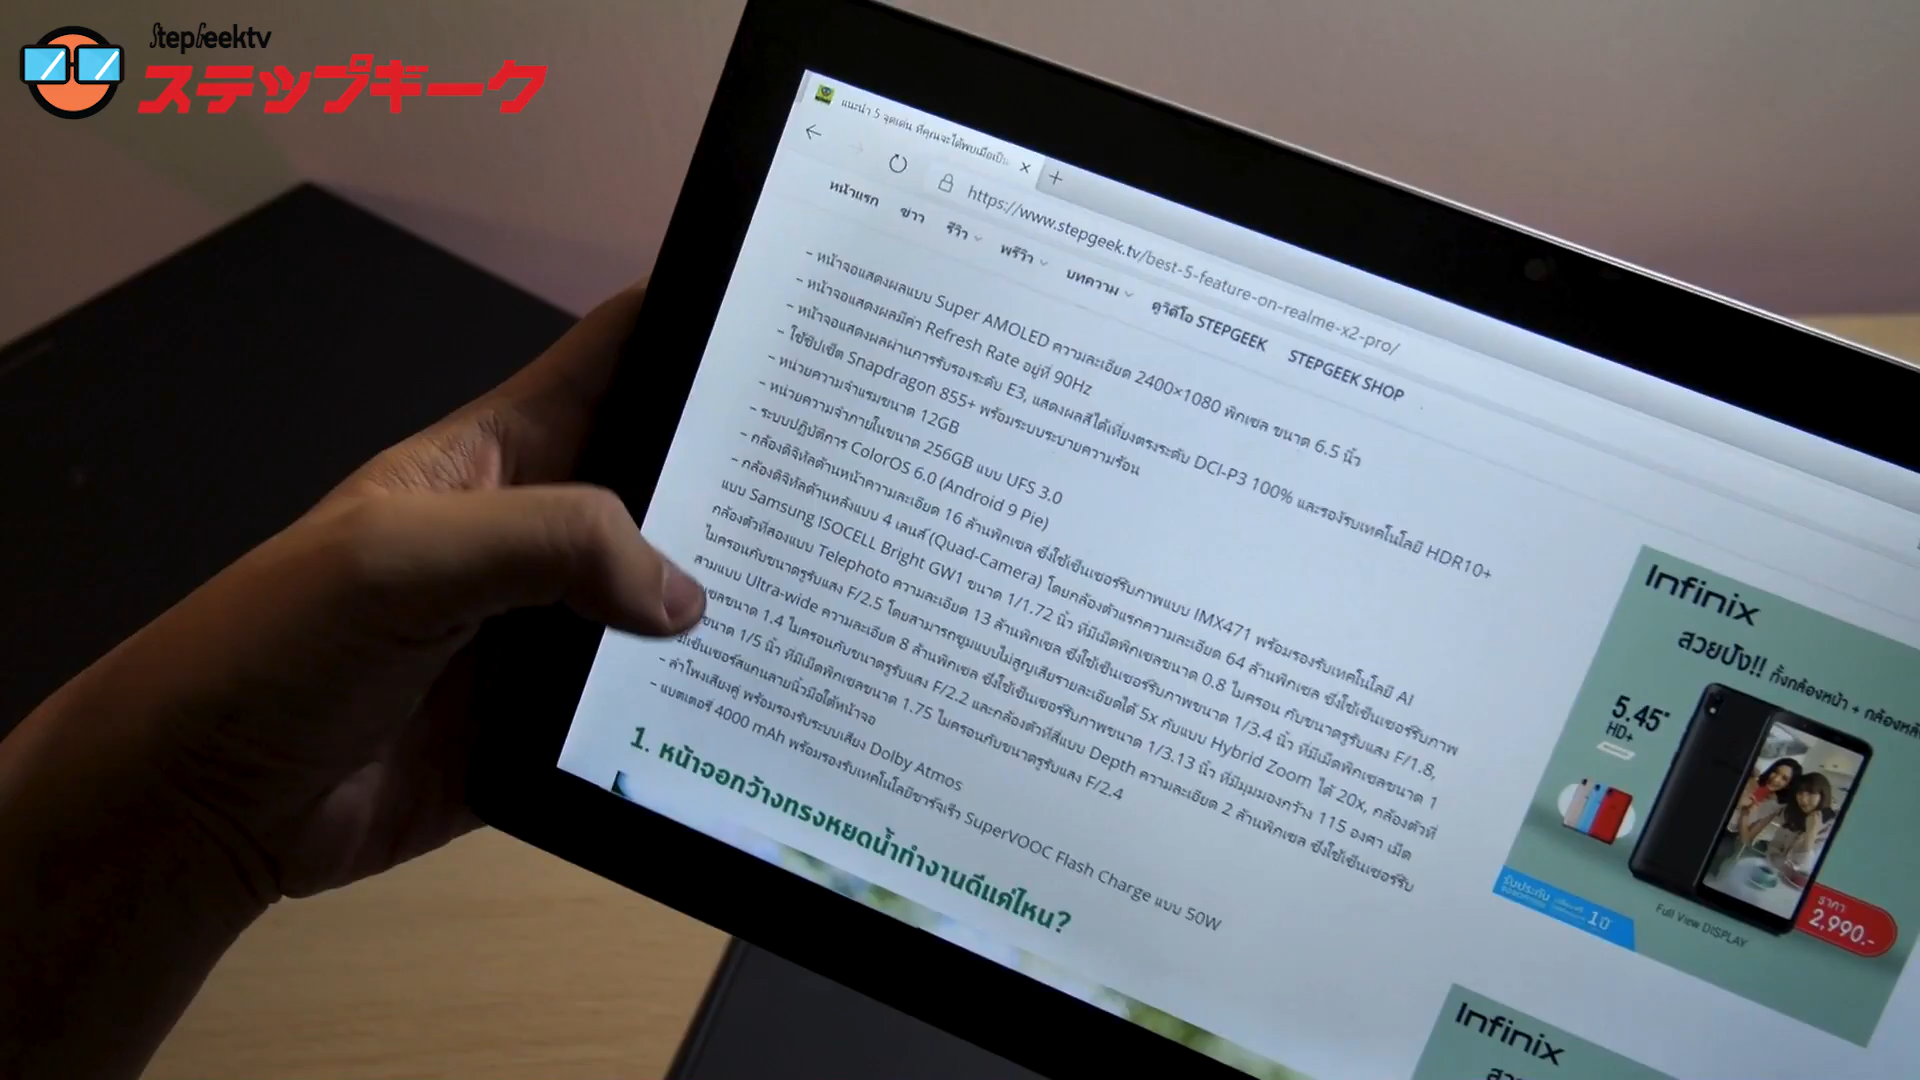 StepGeektv
ステップギーク
แนะนำ 5 จุดเด่น ที่คุณจะได้พบเมื่อเป็น
https://www.stepgeek.tv/best-5-feature-on-realme-x2-pro/
หน้าแรก ข่าว รีวิว พรีวิว บทความ ดูวิดีโอ STEPGEEK STEPGEEK SHOP
– หน้าจอแสดงผลแบบ Super AMOLED ความละเอียด 2400×1080 พิกเซล ขนาด 6.5 นิ้ว
– หน้าจอแสดงผลมีค่า Refresh Rate อยู่ที่ 90Hz
– หน้าจอแสดงผลผ่านการรับรองระดับ E3, แสดงผลสีได้เที่ยงตรงระดับ DCI-P3 100% และรองรับเทคโนโลยี HDR10+
– ใช้ชิปเซ็ต Snapdragon 855+ พร้อมระบบระบายความร้อน
– หน่วยความจำแรมขนาด 12GB
– หน่วยความจำภายในขนาด 256GB แบบ UFS 3.0
– ระบบปฏิบัติการ ColorOS 6.0 (Android 9 Pie)
– กล้องดิจิทัลด้านหน้าความละเอียด 16 ล้านพิกเซล ซึ่งใช้เซ็นเซอร์รับภาพแบบ IMX471 พร้อมรองรับเทคโนโลยี AI
– กล้องดิจิทัลด้านหลังแบบ 4 เลนส์ (Quad-Camera) โดยกล้องตัวแรกความละเอียด 64 ล้านพิกเซล ซึ่งใช้เซ็นเซอร์รับภาพ
แบบ Samsung ISOCELL Bright GW1 ขนาด 1/1.72 นิ้ว ที่มีเม็ดพิกเซลขนาด 0.8 ไมครอน กับขนาดรูรับแสง F/1.8,
กล้องตัวที่สองแบบ Telephoto ความละเอียด 13 ล้านพิกเซล ซึ่งใช้เซ็นเซอร์รับภาพขนาด 1/3.4 นิ้ว ที่มีเม็ดพิกเซลขนาด 1
ไมครอนกับขนาดรูรับแสง F/2.5 โดยสามารถซูมแบบไม่สูญเสียรายละเอียดได้ 5x กับแบบ Hybrid Zoom ได้ 20x, กล้องตัวที่
สามแบบ Ultra-wide ความละเอียด 8 ล้านพิกเซล ซึ่งใช้เซ็นเซอร์รับภาพขนาด 1/3.13 นิ้ว ที่มีมุมมองกว้าง 115 องศา เม็ด
เซลขนาด 1.4 ไมครอนกับขนาดรูรับแสง F/2.2 และกล้องตัวที่สี่แบบ Depth ความละเอียด 2 ล้านพิกเซล ซึ่งใช้เซ็นเซอร์รับ
ขนาด 1/5 นิ้ว ที่มีเม็ดพิกเซลขนาด 1.75 ไมครอนกับขนาดรูรับแสง F/2.4
มีเซ็นเซอร์สแกนลายนิ้วมือใต้หน้าจอ
– ลำโพงเสียงคู่ พร้อมรองรับระบบเสียง Dolby Atmos
– แบตเตอรี่ 4000 mAh พร้อมรองรับเทคโนโลยีชาร์จเร็ว SuperVOOC Flash Charge แบบ 50W
1. หน้าจอกว้างทรงหยดน้ำทำงานดีแค่ไหน?
Infinix
สวยปัง!! ทั้งกล้องหน้า + กล้องหลัง
5.45"
HD+
รับประกัน
1ปี
Full View DISPLAY
ราคา
2,990.-
Infinix